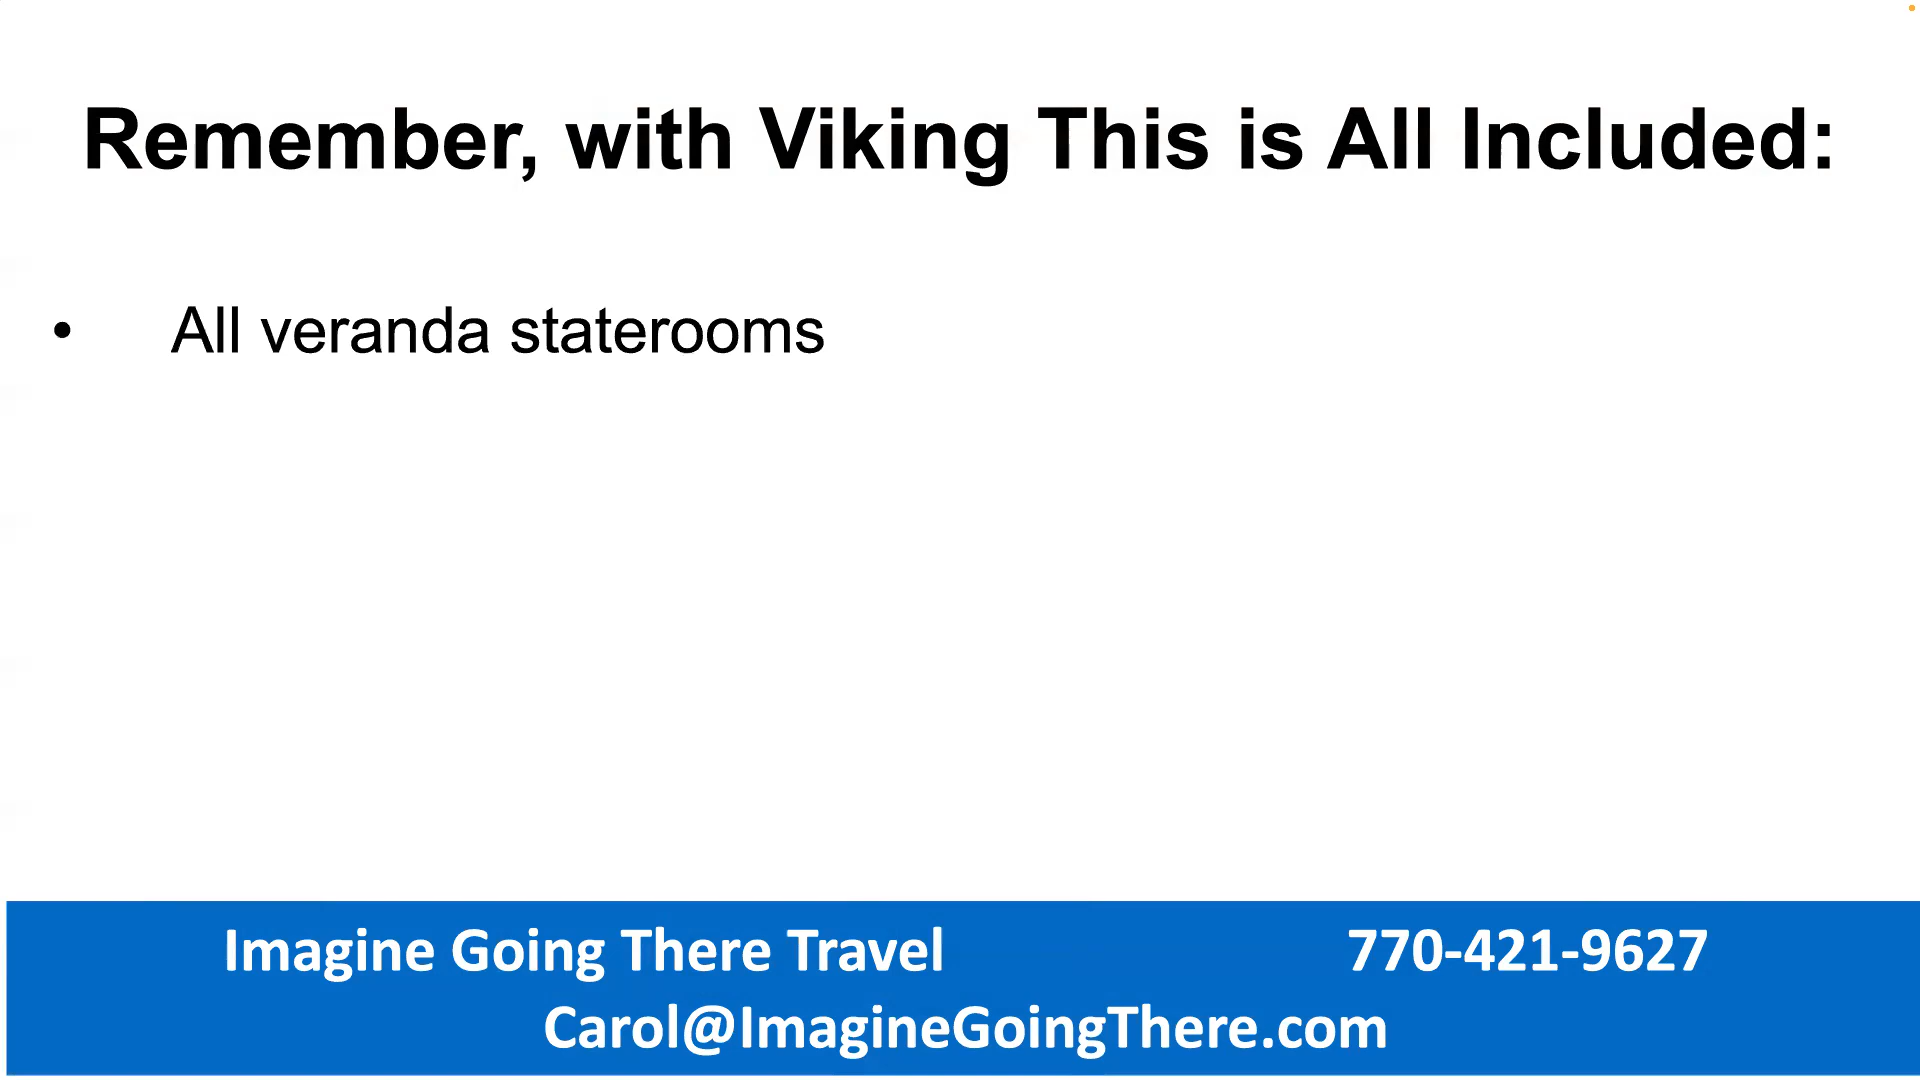 Remember, with Viking This is All Included:
• All veranda staterooms
Imagine Going There Travel 770-421-9627
Carol@ImagineGoingThere.com